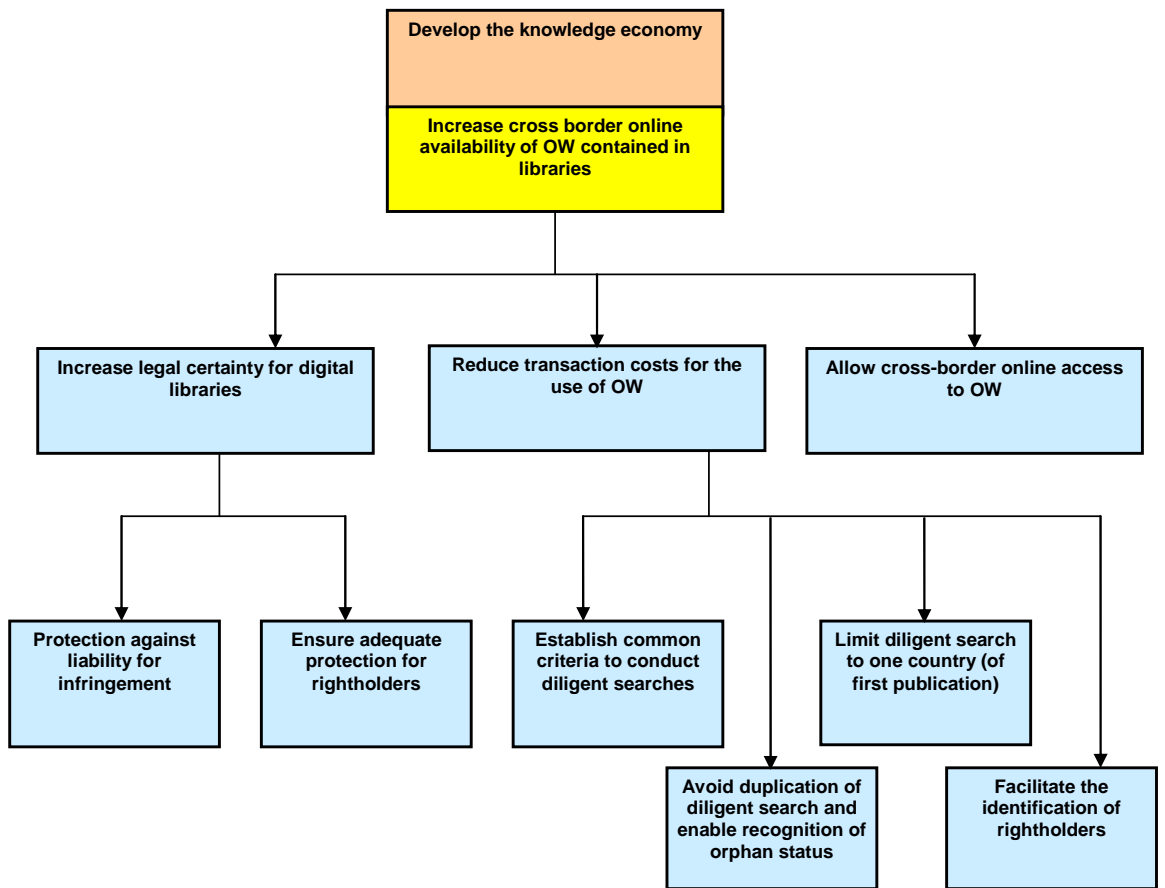 Develop the knowledge economy
Increase cross border online
availability of OW contained in
libraries
Increase legal certainty for digital
libraries
Reduce transaction costs for the
use of OW
Allow cross-border online access
to OW
Protection against
liability for
infringement
Ensure adequate
protection for
rightholders
Establish common
criteria to conduct
diligent searches
Limit diligent search
to one country (of
first publication)
Avoid duplication of
diligent search and
enable recognition of
orphan status
Facilitate the
identification of
rightholders